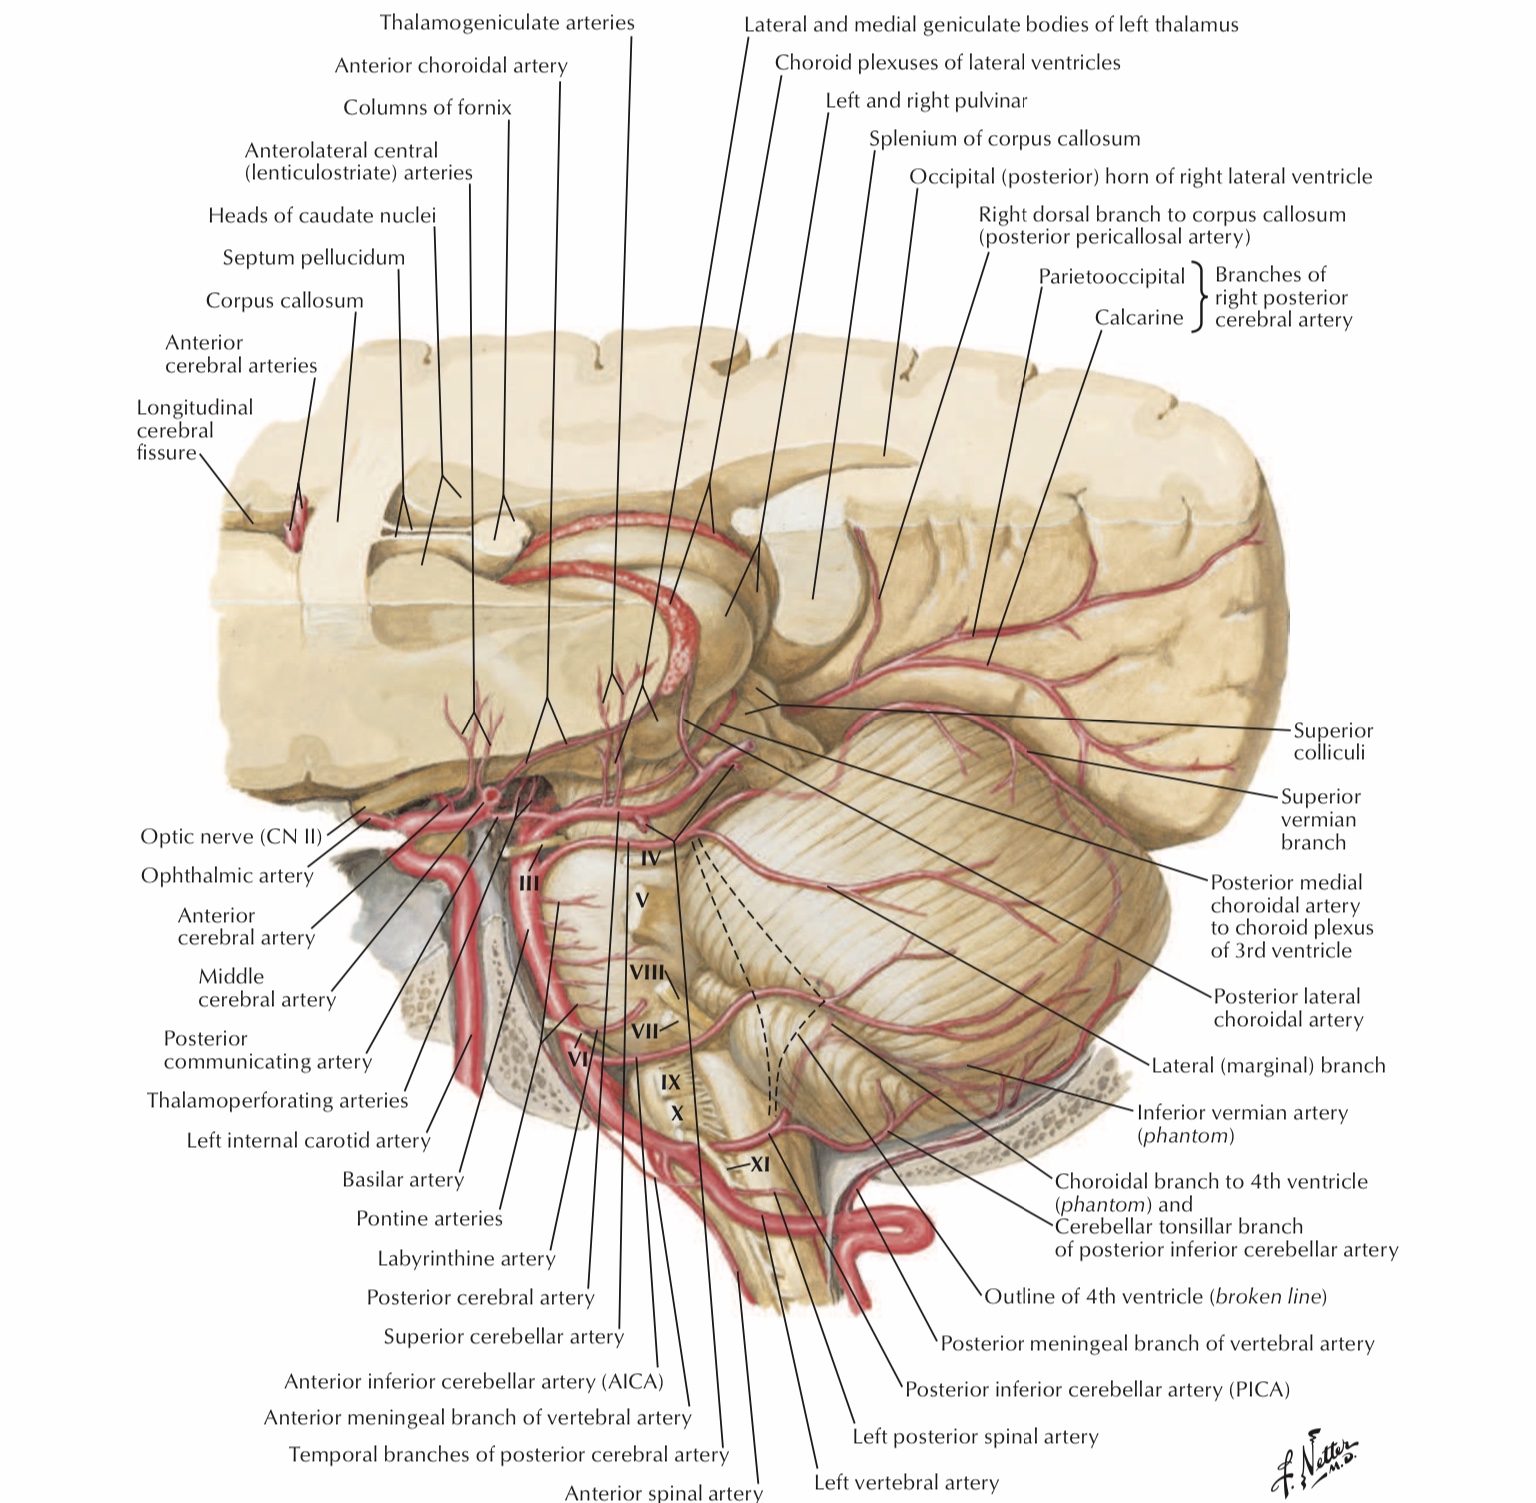 Thalamogeniculate arteries
Anterior choroidal artery
Columns of fornix
Anterolateral central
(lenticulostriate) arteries
Heads of caudate nuclei
Septum pellucidum
Corpus callosum
Anterior
cerebral arteries
Longitudinal
cerebral
fissure
Lateral and medial geniculate bodies of left thalamus
Choroid plexuses of lateral ventricles
Left and right pulvinar
Splenium of corpus callosum
Occipital (posterior) horn of right lateral ventricle
Right dorsal branch to corpus callosum
(posterior pericallosal artery)
Parietooccipital
Calcarine
Branches of
right posterior
cerebral artery
Optic nerve (CN II)
Ophthalmic artery
Anterior
cerebral artery
Middle
cerebral artery
Posterior
communicating artery
Thalamoperforating arteries
Left internal carotid artery
Basilar artery
Pontine arteries
Labyrinthine artery
Posterior cerebral artery
Superior cerebellar artery
Anterior inferior cerebellar artery (AICA)
Anterior meningeal branch of vertebral artery
Temporal branches of posterior cerebral artery
Anterior spinal artery
IV
III
V
VIII
VII
VI
IX
X
XI
Superior
colliculi
Superior
vermian
branch
Posterior medial
choroidal artery
to choroid plexus
of 3rd ventricle
Posterior lateral
choroidal artery
Lateral (marginal) branch
Inferior vermian artery
(phantom)
Choroidal branch to 4th ventricle
(phantom) and
Cerebellar tonsillar branch
of posterior inferior cerebellar artery
Outline of 4th ventricle (broken line)
Posterior meningeal branch of vertebral artery
Posterior inferior cerebellar artery (PICA)
Left posterior spinal artery
Left vertebral artery
F. Netter
M.D.